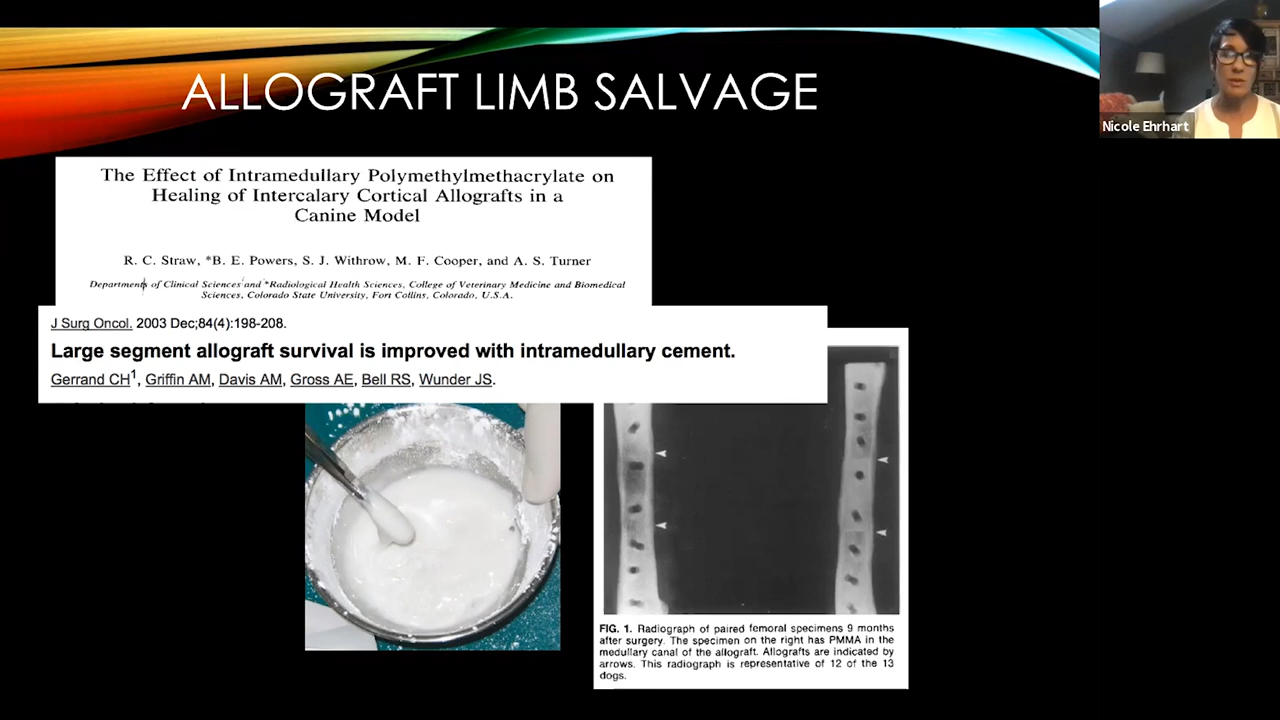 ALLOGRAFT LIMB SALVAGE
Nicole Ehrhart
The Effect of Intramedullary Polymethylmethacrylate on
Healing of Intercalary Cortical Allografts in a
Canine Model
R. C. Straw, *B. E. Powers, S. J. Withrow, M. F. Cooper, and A. S. Turner
Departments of Clinical Sciences and *Radiological Health Sciences, College of Veterinary Medicine and Biomedical
Sciences, Colorado State University, Fort Collins, Colorado, U.S.A.
J Surg Oncol. 2003 Dec;84(4):198-208.
Large segment allograft survival is improved with intramedullary cement.
Gerrand CH1, Griffin AM, Davis AM, Gross AE, Bell RS, Wunder JS.
FIG. 1. Radiograph of paired femoral specimens 9 months
after surgery. The specimen on the right has PMMA in the
medullary canal of the allograft. Allografts are indicated by
arrows. This radiograph is representative of 12 of the 13
dogs.